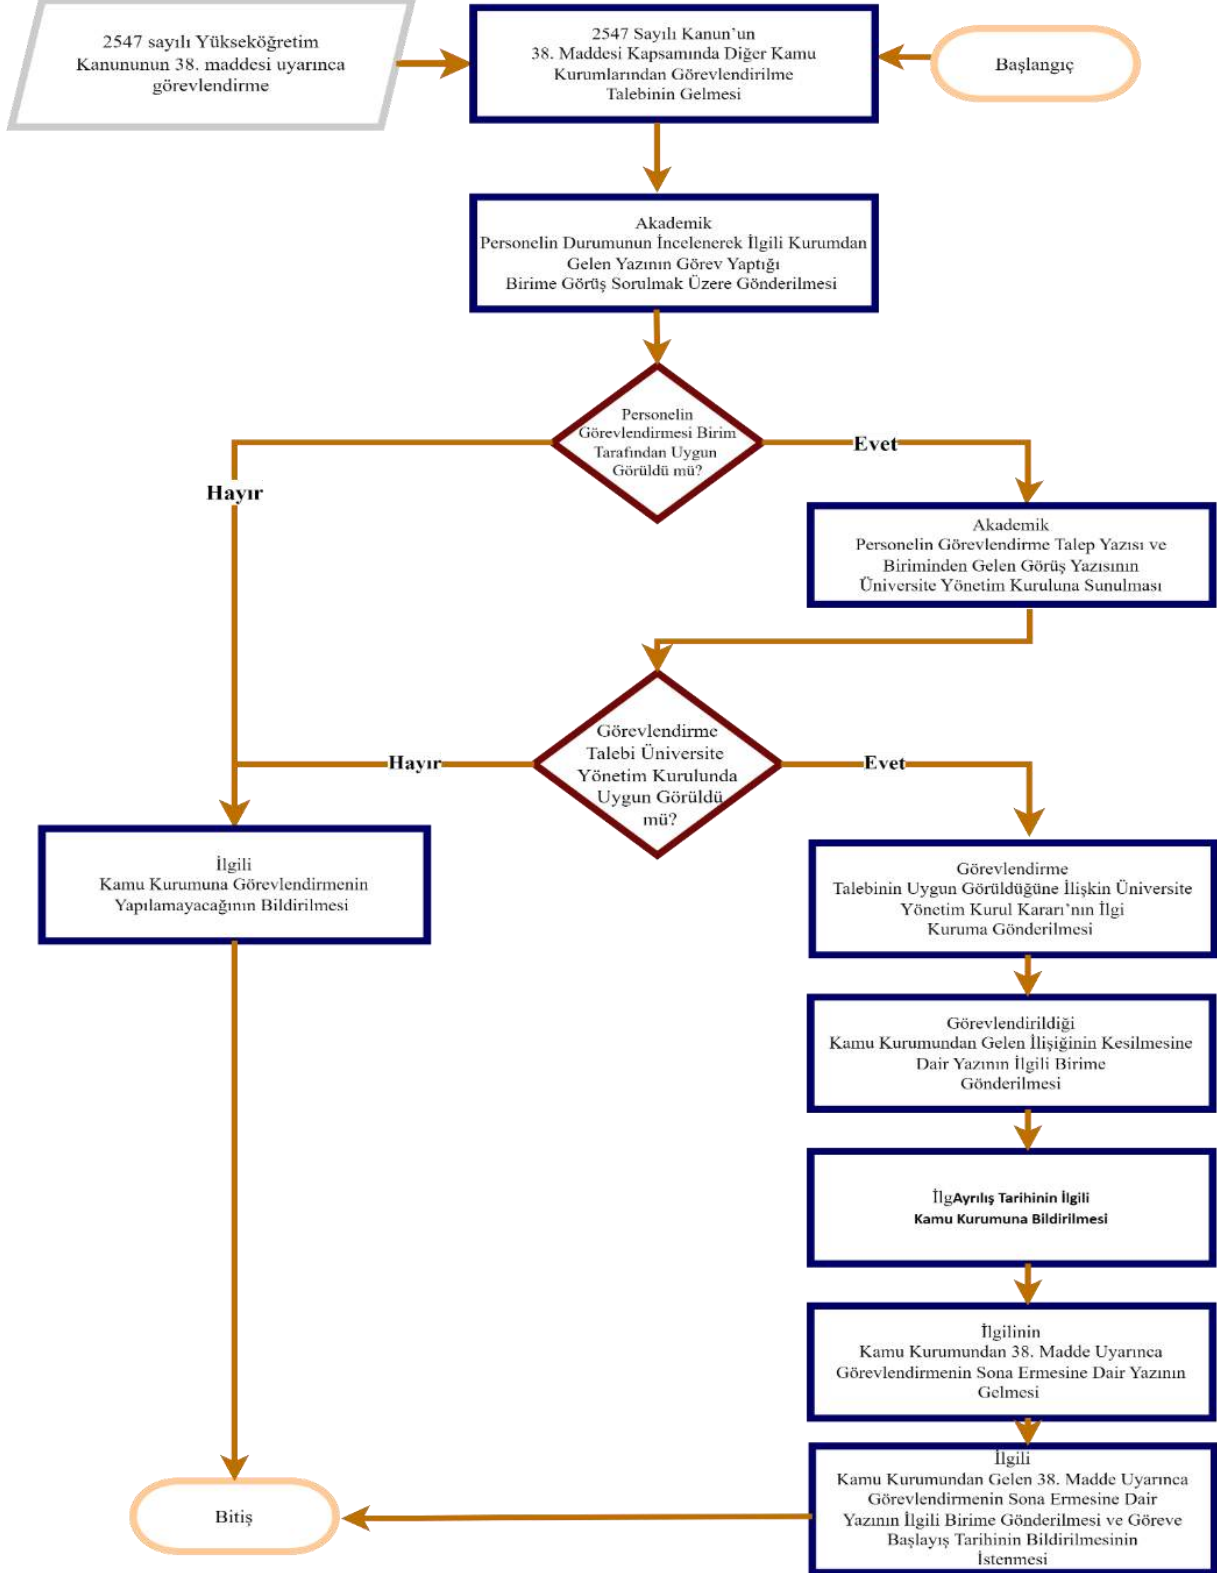 2547 sayılı Yükseköğretim
Kanununun 38. maddesi uyarınca
görevlendirme
2547 Sayılı Kanun’un
38. Maddesi Kapsamında Diğer Kamu
Kurumlarından Görevlendirilme
Talebinin Gelmesi
Başlangıç
Akademik
Personelin Durumunun İncelenerek İlgili Kurumdan
Gelen Yazının Görev Yaptığı
Birime Görüş Sorulmak Üzere Gönderilmesi
Personelin
Görevlendirmesi Birim
Tarafından Uygun
Görüldü mü?
Evet
Hayır
Akademik
Personelin Görevlendirme Talep Yazısı ve
Biriminden Gelen Görüş Yazısının
Üniversite Yönetim Kuruluna Sunulması
Görevlendirme
Talebi Üniversite
Yönetim Kurulunda
Uygun Görüldü
mü?
Hayır
Evet
İlgili
Kamu Kurumuna Görevlendirmenin
Yapılamayacağının Bildirilmesi
Görevlendirme
Talebinin Uygun Görüldüğüne İlişkin Üniversite
Yönetim Kurul Kararı’nın İlgi
Kuruma Gönderilmesi
Görevlendirildiği
Kamu Kurumundan Gelen İlişiğinin Kesilmesine
Dair Yazının İlgili Birime
Gönderilmesi
İlgAyrılış Tarihinin İlgili
Kamu Kurumuna Bildirilmesi
İlgilinin
Kamu Kurumundan 38. Madde Uyarınca
Görevlendirmenin Sona Ermesine Dair Yazının
Gelmesi
İlgili
Kamu Kurumundan Gelen 38. Madde Uyarınca
Görevlendirmenin Sona Ermesine Dair
Yazının İlgili Birime Gönderilmesi ve Göreve
Başlayış Tarihinin Bildirilmesinin
İstenmesi
Bitiş